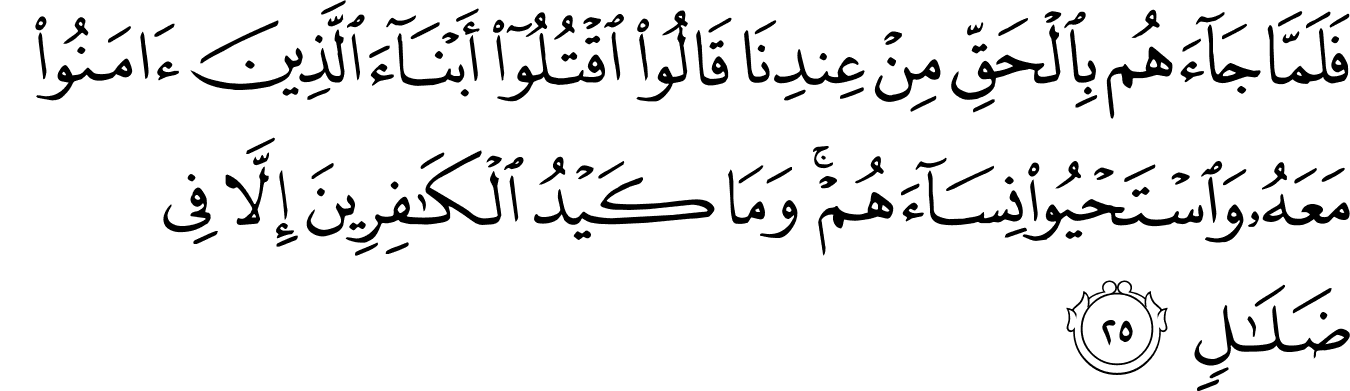 فَلَمَّا جَآءَهُم بِٱلْحَقِّ مِنْ عِندِنَا قَالُوا۟ ٱقْتُلُوٓا۟ أَبْنَآءَ ٱلَّذِينَ ءَامَنُوا۟
مَعَهُۥ وَٱسْتَحْيُوا۟ نِسَآءَهُمْ ۚ وَمَا كَيْدُ ٱلْكَـٰفِرِينَ إِلَّا فِى
ضَلَـٰلٍ ٢٥